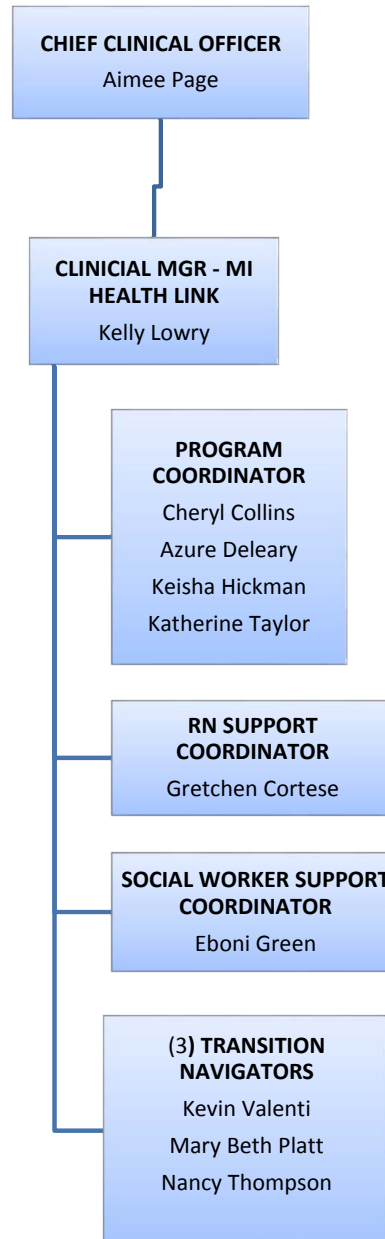 CHIEF CLINICAL OFFICER
Aimee Page
CLINICIAL MGR - MI
HEALTH LINK
Kelly Lowry
PROGRAM
COORDINATOR
Cheryl Collins
Azure Deleary
Keisha Hickman
Katherine Taylor
RN SUPPORT
COORDINATOR
Gretchen Cortese
SOCIAL WORKER SUPPORT
COORDINATOR
Eboni Green
(3) TRANSITION
NAVIGATORS
Kevin Valenti
Mary Beth Platt
Nancy Thompson